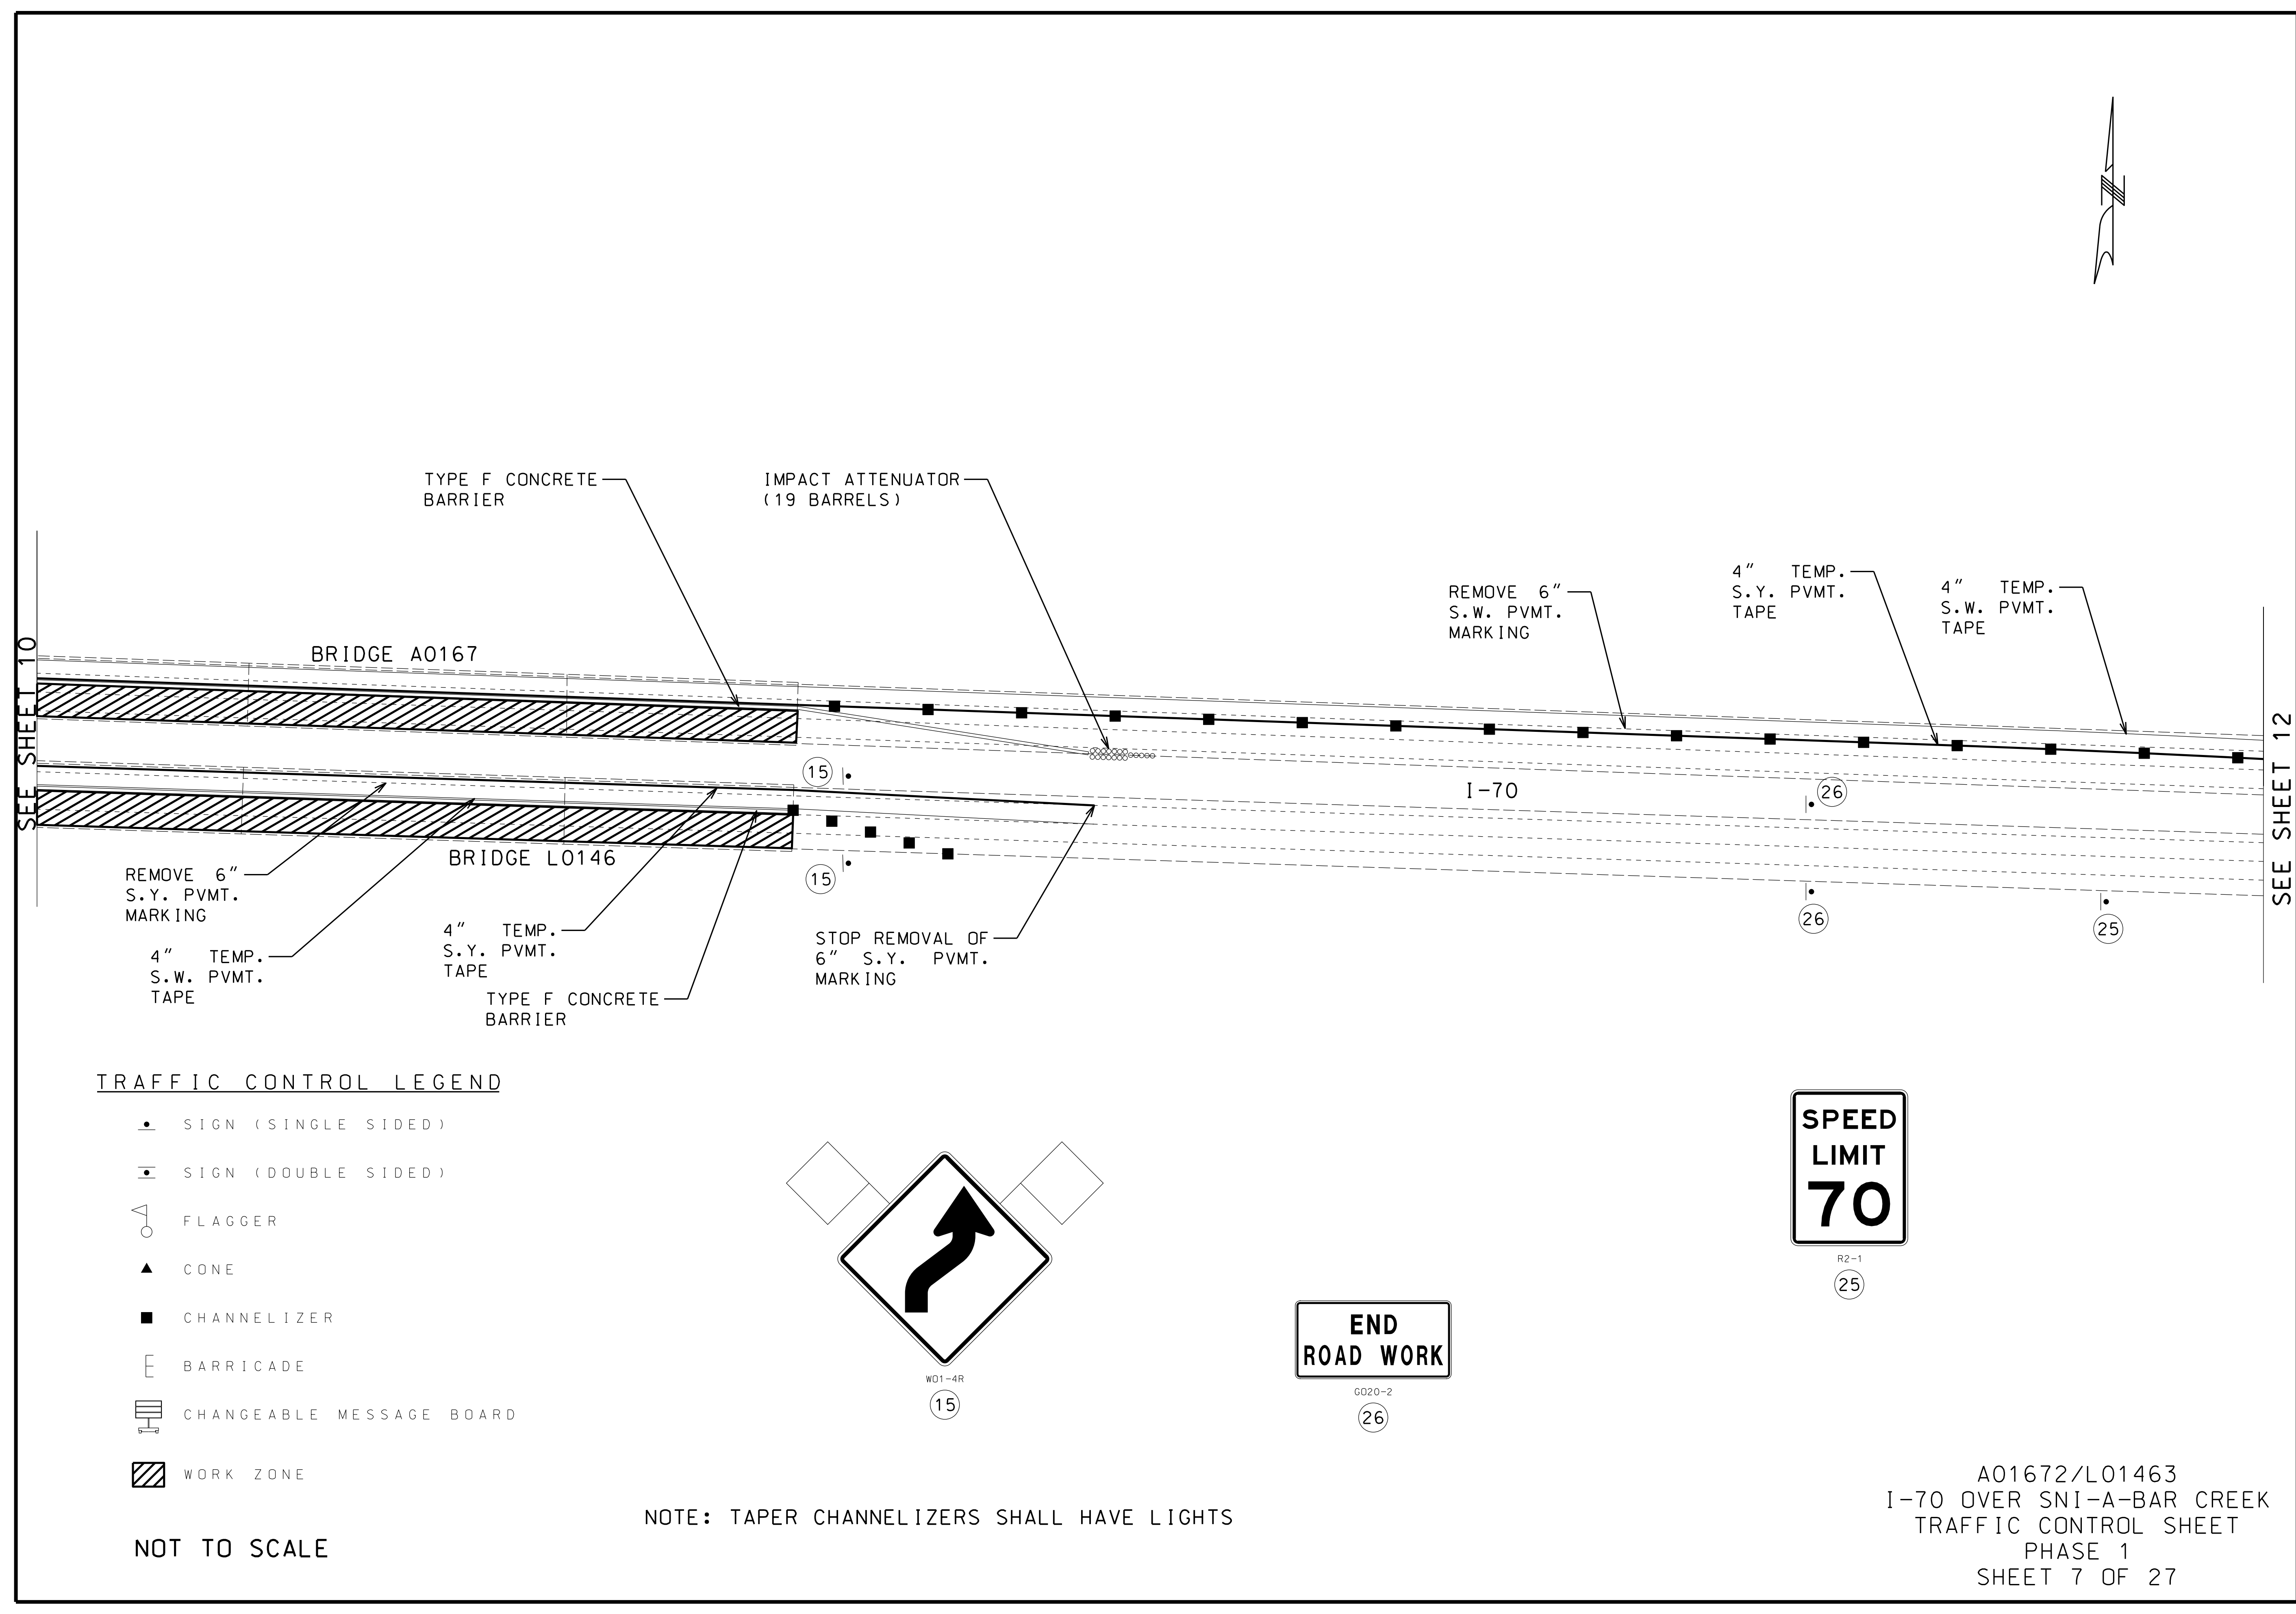 TYPE F CONCRETE
BARRIER
IMPACT ATTENUATOR
(19 BARRELS)
REMOVE 6"
S.W. PVMT.
MARKING
4" TEMP.
S.Y. PVMT.
TAPE
4" TEMP.
S.W. PVMT.
TAPE
SEE SHEET 10
BRIDGE A0167
15
I-70
26
SEE SHEET 12
BRIDGE L0146
15
26
25
REMOVE 6"
S.Y. PVMT.
MARKING
4" TEMP.
S.W. PVMT.
TAPE
4" TEMP.
S.Y. PVMT.
TAPE
TYPE F CONCRETE
BARRIER
STOP REMOVAL OF
6" S.Y. PVMT.
MARKING
N
TRAFFIC CONTROL LEGEND
SIGN (SINGLE SIDED)
SIGN (DOUBLE SIDED)
FLAGGER
CONE
CHANNELIZER
BARRICADE
CHANGEABLE MESSAGE BOARD
WORK ZONE
NOT TO SCALE
WO1-4R
15
END
ROAD WORK
GO20-2
26
SPEED
LIMIT
70
R2-1
25
NOTE: TAPER CHANNELIZERS SHALL HAVE LIGHTS
A01672/L01463
I-70 OVER SNI-A-BAR CREEK
TRAFFIC CONTROL SHEET
PHASE 1
SHEET 7 OF 27